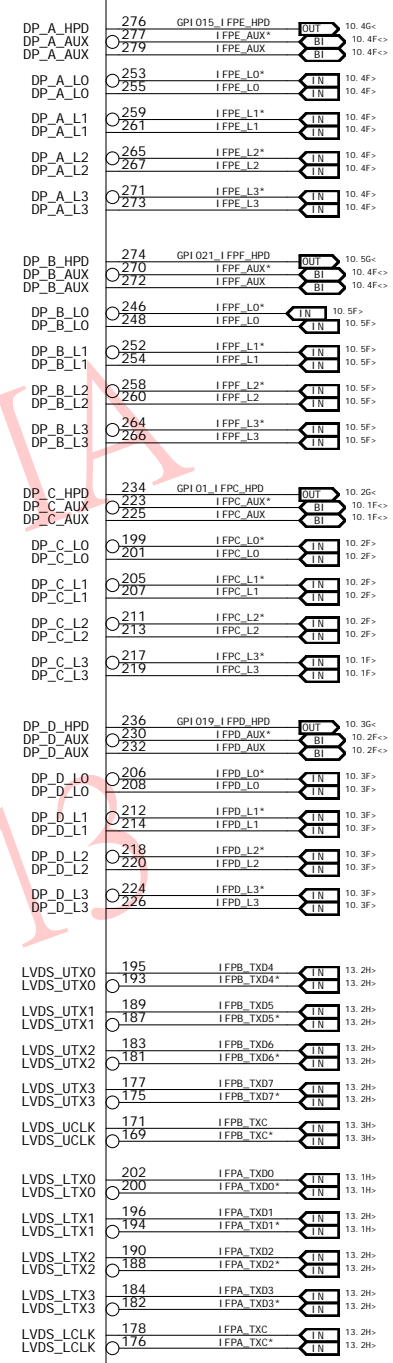 DP_A_HPD 276 GPIO15_IFPE_HPD OUT 10.4G<
DP_A_AUX 277 IFPE_AUX* BI 10.4F<>
DP_A_AUX 279 IFPE_AUX BI 10.4F<>
DP_A_L0 253 IFPE_L0* IN 10.4F>
DP_A_L0 255 IFPE_L0 IN 10.4F>
DP_A_L1 259 IFPE_L1* IN 10.4F>
DP_A_L1 261 IFPE_L1 IN 10.4F>
DP_A_L2 265 IFPE_L2* IN 10.4F>
DP_A_L2 267 IFPE_L2 IN 10.4F>
DP_A_L3 271 IFPE_L3* IN 10.4F>
DP_A_L3 273 IFPE_L3 IN 10.4F>
DP_B_HPD 274 GPIO21_IFPF_HPD OUT 10.5G<
DP_B_AUX 270 IFPF_AUX* BI 10.4F<>
DP_B_AUX 272 IFPF_AUX BI 10.4F<>
DP_B_L0 246 IFPF_L0* IN 10.5F>
DP_B_L0 248 IFPF_L0 IN 10.5F>
DP_B_L1 252 IFPF_L1* IN 10.5F>
DP_B_L1 254 IFPF_L1 IN 10.5F>
DP_B_L2 258 IFPF_L2* IN 10.5F>
DP_B_L2 260 IFPF_L2 IN 10.5F>
DP_B_L3 264 IFPF_L3* IN 10.5F>
DP_B_L3 266 IFPF_L3 IN 10.5F>
DP_C_HPD 234 GPIO1_IFPC_HPD OUT 10.2G<
DP_C_AUX 223 IFPC_AUX* BI 10.1F<>
DP_C_AUX 225 IFPC_AUX BI 10.1F<>
DP_C_L0 199 IFPC_L0* IN 10.2F>
DP_C_L0 201 IFPC_L0 IN 10.2F>
DP_C_L1 205 IFPC_L1* IN 10.2F>
DP_C_L1 207 IFPC_L1 IN 10.2F>
DP_C_L2 211 IFPC_L2* IN 10.2F>
DP_C_L2 213 IFPC_L2 IN 10.2F>
DP_C_L3 217 IFPC_L3* IN 10.1F>
DP_C_L3 219 IFPC_L3 IN 10.1F>
DP_D_HPD 236 GPIO19_IFPD_HPD OUT 10.3G<
DP_D_AUX 230 IFPD_AUX* BI 10.2F<>
DP_D_AUX 232 IFPD_AUX BI 10.2F<>
DP_D_L0 206 IFPD_L0* IN 10.3F>
DP_D_L0 208 IFPD_L0 IN 10.3F>
DP_D_L1 212 IFPD_L1* IN 10.3F>
DP_D_L1 214 IFPD_L1 IN 10.3F>
DP_D_L2 218 IFPD_L2* IN 10.3F>
DP_D_L2 220 IFPD_L2 IN 10.3F>
DP_D_L3 224 IFPD_L3* IN 10.3F>
DP_D_L3 226 IFPD_L3 IN 10.3F>
LVDS_UTX0 195 IFPB_TXD4 IN 13.2H>
LVDS_UTX0 193 IFPB_TXD4* IN 13.2H>
LVDS_UTX1 189 IFPB_TXD5 IN 13.2H>
LVDS_UTX1 187 IFPB_TXD5* IN 13.2H>
LVDS_UTX2 183 IFPB_TXD6 IN 13.2H>
LVDS_UTX2 181 IFPB_TXD6* IN 13.2H>
LVDS_UTX3 177 IFPB_TXD7 IN 13.2H>
LVDS_UTX3 175 IFPB_TXD7* IN 13.2H>
LVDS_UCLK 171 IFPB_TXC IN 13.3H>
LVDS_UCLK 169 IFPB_TXC* IN 13.3H>
LVDS_LTX0 202 IFPA_TXD0 IN 13.1H>
LVDS_LTX0 200 IFPA_TXD0* IN 13.1H>
LVDS_LTX1 196 IFPA_TXD1 IN 13.2H>
LVDS_LTX1 194 IFPA_TXD1* IN 13.1H>
LVDS_LTX2 190 IFPA_TXD2 IN 13.2H>
LVDS_LTX2 188 IFPA_TXD2* IN 13.2H>
LVDS_LTX3 184 IFPA_TXD3 IN 13.2H>
LVDS_LTX3 182 IFPA_TXD3* IN 13.2H>
LVDS_LCLK 178 IFPA_TXC IN 13.2H>
LVDS_LCLK 176 IFPA_TXC* IN 13.2H>